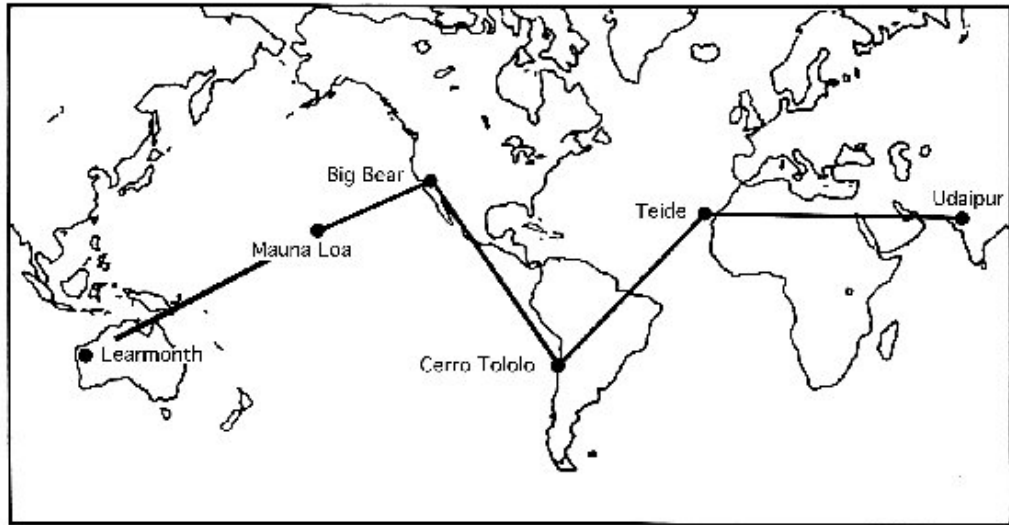 Big Bear
Udaipur
Teide
Mauna Loa
Learmonth
Cerro Tololo